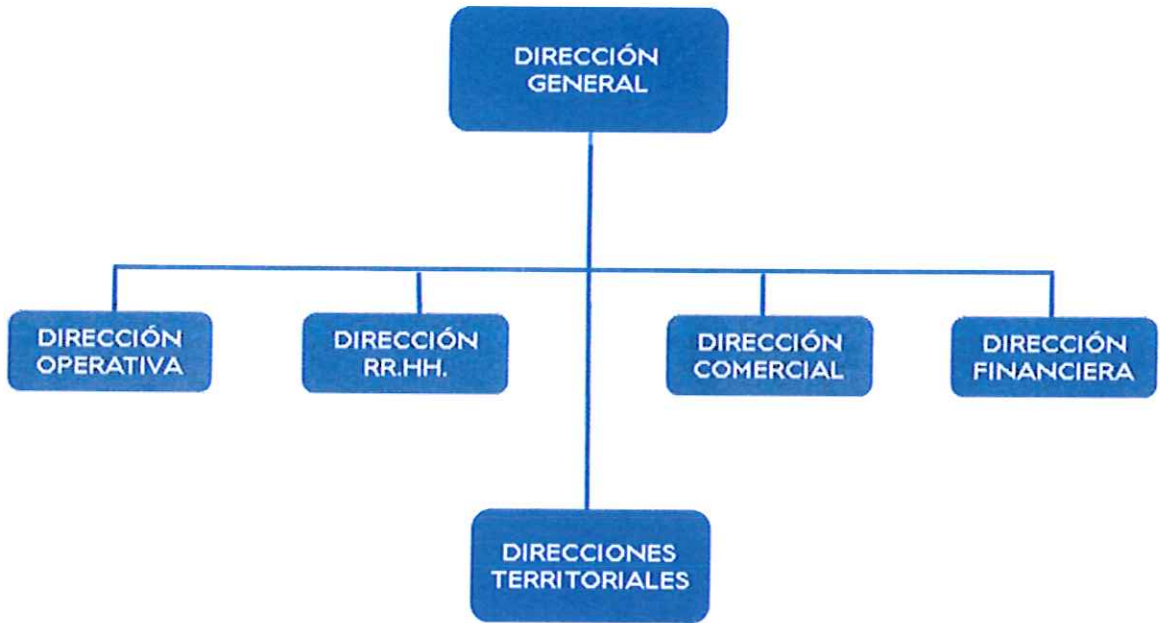 DIRECCIÓN
GENERAL
DIRECCIÓN
OPERATIVA
DIRECCIÓN
RR.HH.
DIRECCIÓN
COMERCIAL
DIRECCIÓN
FINANCIERA
DIRECCIONES
TERRITORIALES